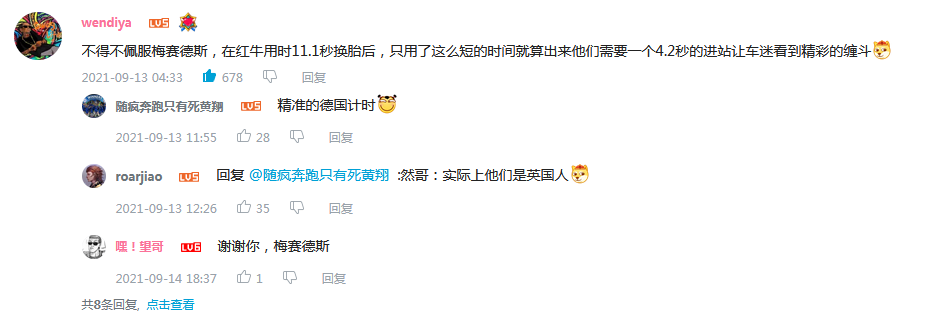 wendiya LV5
不得不佩服梅赛德斯，在红牛用时11.1秒换胎后，只用了这么短的时间就算出来他们需要一个4.2秒的进站让车迷看到精彩的缠斗
2021-09-13 04:33 678 回复
随疯奔跑只有死黄翔 LV5 精准的德国计时
2021-09-13 11:55 28 回复
roarjiao LV5 回复 @随疯奔跑只有死黄翔 :然哥：实际上他们是英国人
2021-09-13 12:26 35 回复
嘿！望哥 LV6 谢谢你，梅赛德斯
2021-09-14 18:37 1 回复
共8条回复, 点击查看